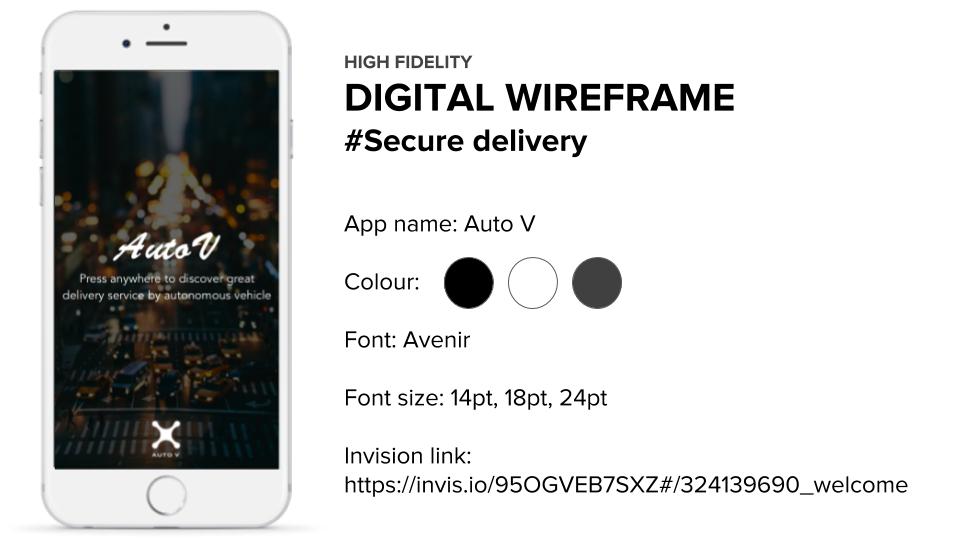 HIGH FIDELITY
DIGITAL WIREFRAME
#Secure delivery
App name: Auto V
Colour:
Font: Avenir
Font size: 14pt, 18pt, 24pt
Invision link:
https://invis.io/95OGVEB7SXZ#/324139690_welcome
AutoV
Press anywhere to discover great
delivery service by autonomous vehicle
AUTO V